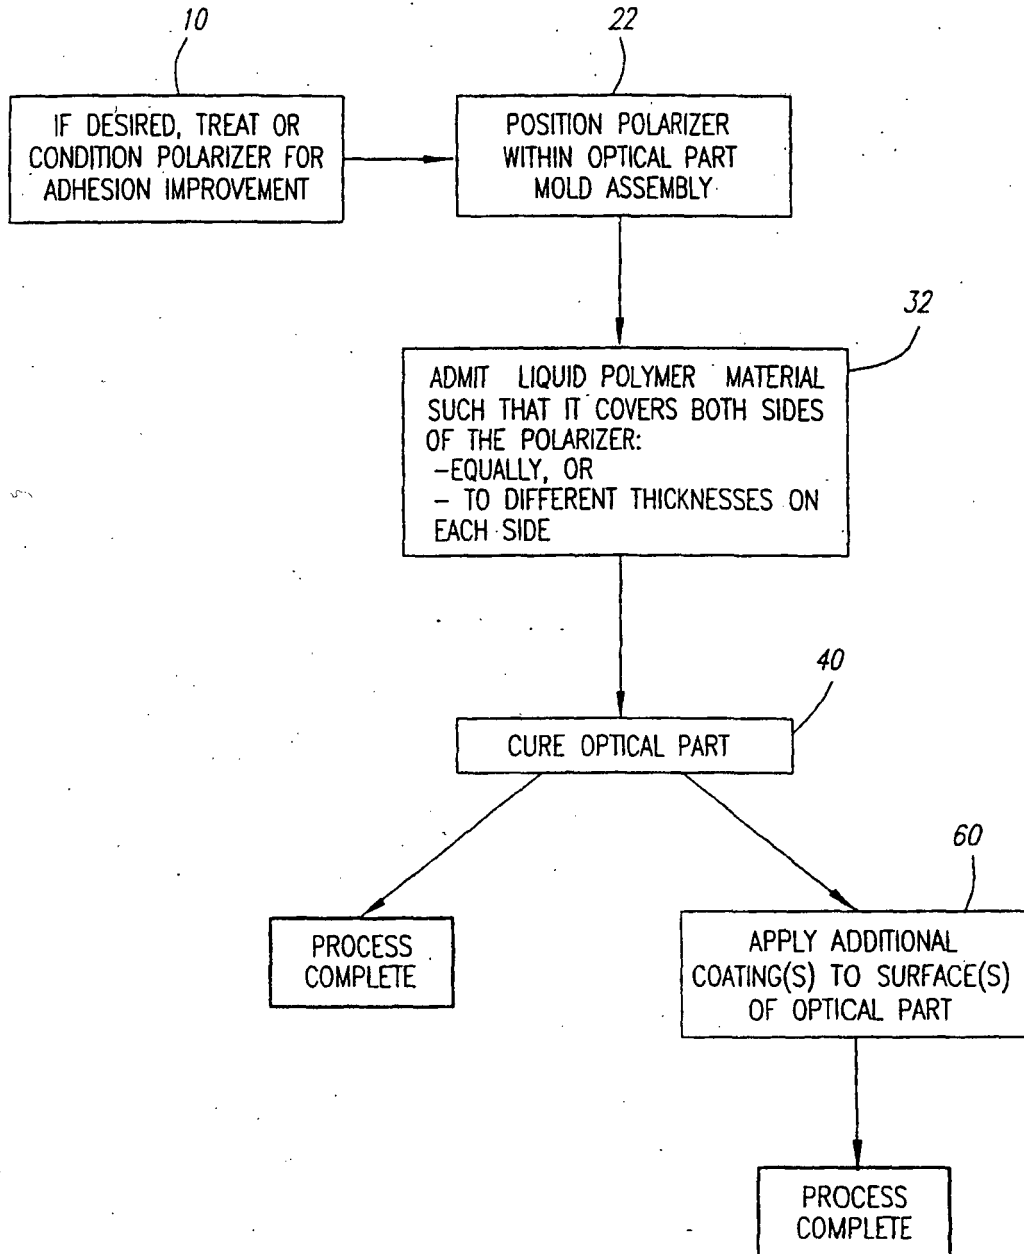 10
IF DESIRED, TREAT OR
CONDITION POLARIZER FOR
ADHESION IMPROVEMENT
22
POSITION POLARIZER
WITHIN OPTICAL PART
MOLD ASSEMBLY
32
ADMIT LIQUID POLYMER MATERIAL
SUCH THAT IT COVERS BOTH SIDES
OF THE POLARIZER:
-EQUALLY, OR
- TO DIFFERENT THICKNESSES ON
EACH SIDE
40
CURE OPTICAL PART
PROCESS
COMPLETE
60
APPLY ADDITIONAL
COATING(S) TO SURFACE(S)
OF OPTICAL PART
PROCESS
COMPLETE